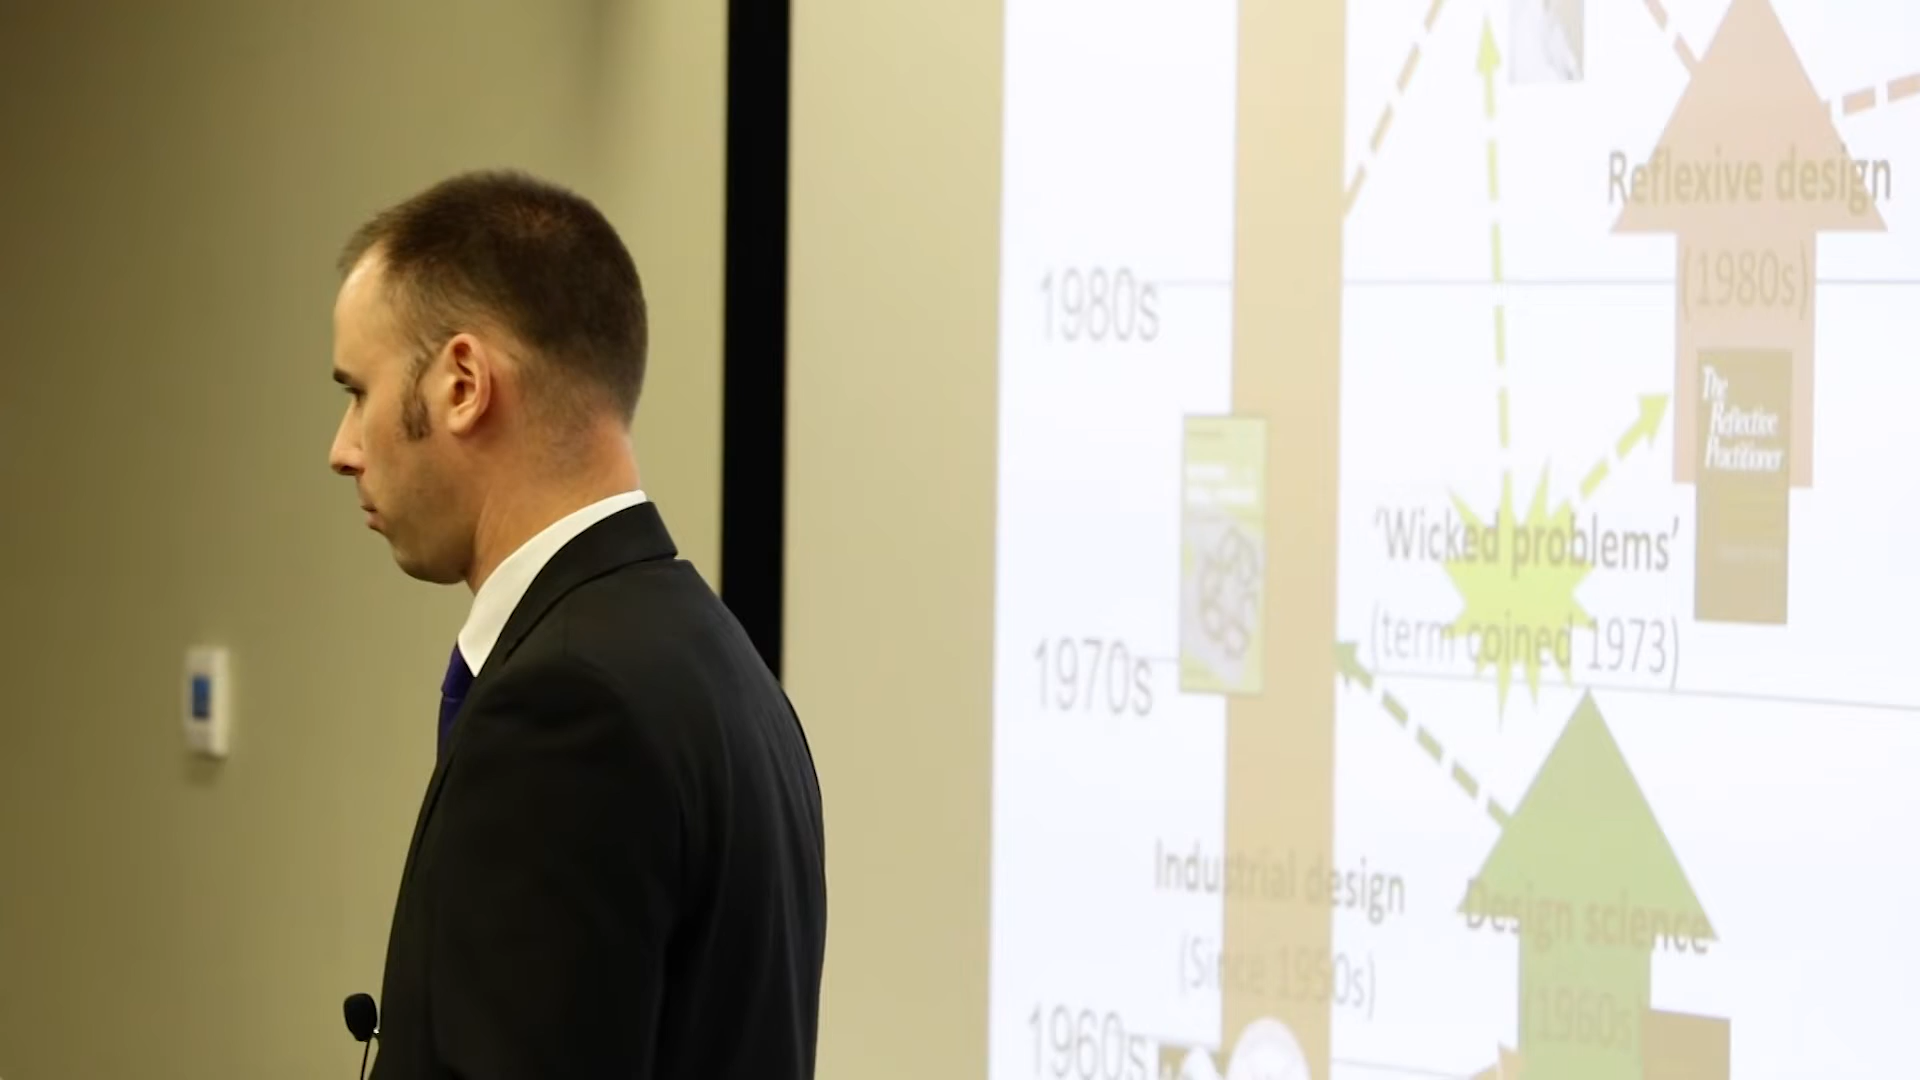 Reflexive design
(1980s)
1980s
The
Reflective
Practitioner
'Wicked problems'
(term coined 1973)
1970s
Industrial design
(Since 1950s)
Design science
(1960s
1960s